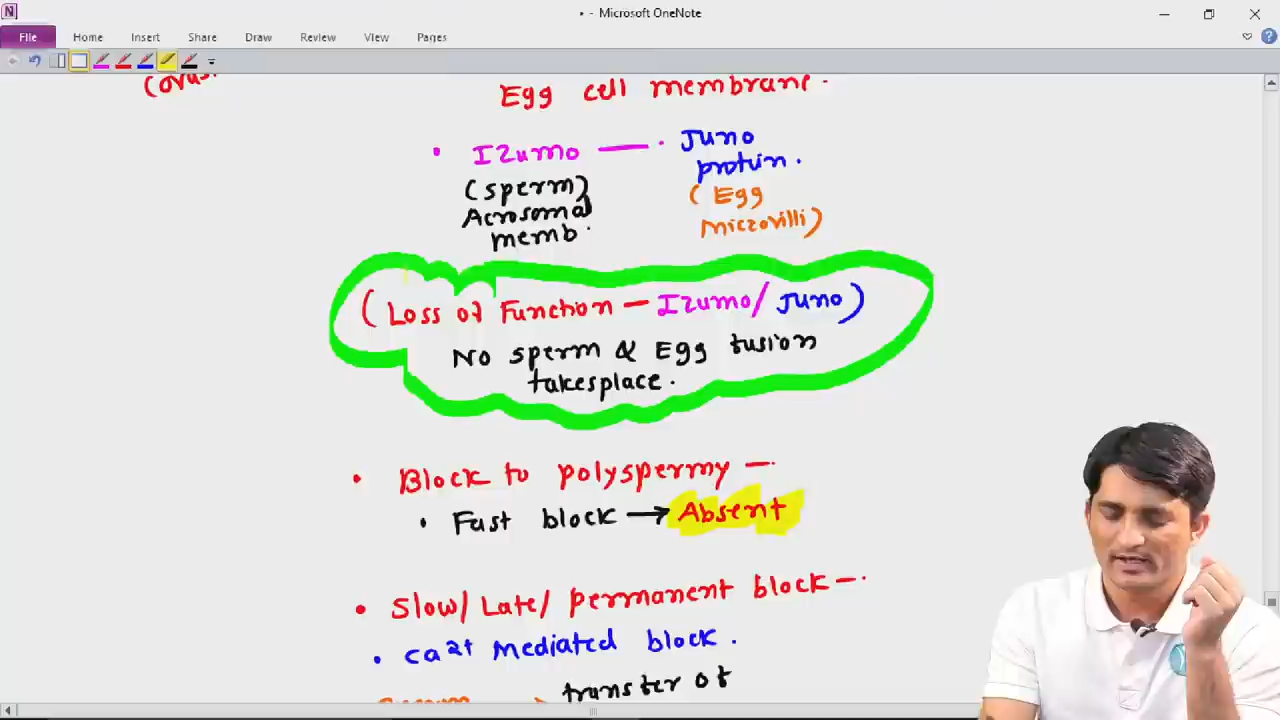 Microsoft OneNote
File Home Insert Share Draw Review View Pages
Egg cell membrane.
Izumo — Juno
protein.
(sperm)
Acrosomal
memb.
(Egg
microvilli)
(Loss of Function - Izumo/Juno)
No sperm & Egg fusion
takesplace.
• Block to polyspermy -
• Fast block → Absent
• Slow/Late/permanent block -
• Ca2+ mediated block.
transfer of